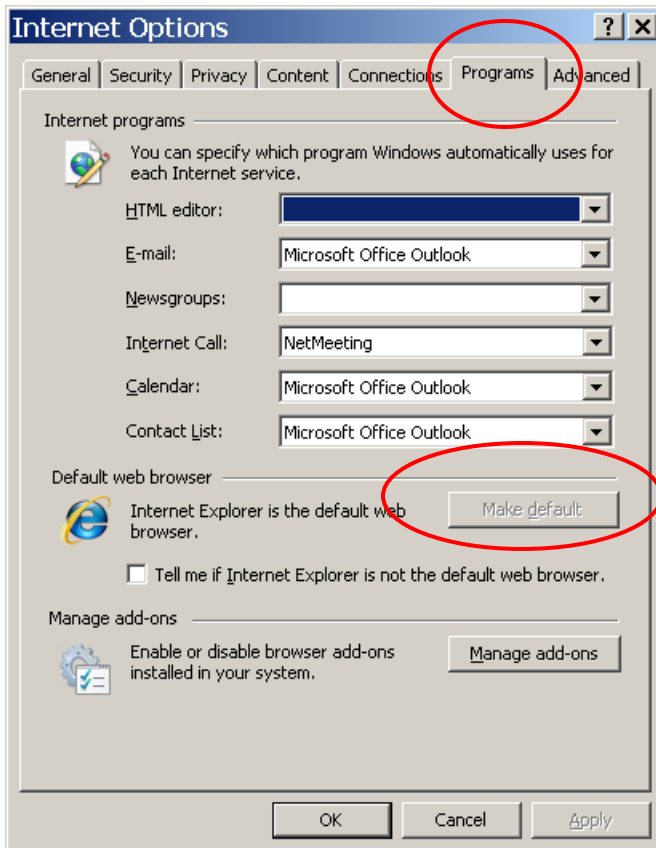 Internet Options
General Security Privacy Content Connections Programs Advanced
Internet programs
You can specify which program Windows automatically uses for
each Internet service.
HTML editor:
E-mail: Microsoft Office Outlook
Newsgroups:
Internet Call: NetMeeting
Calendar: Microsoft Office Outlook
Contact List: Microsoft Office Outlook
Default web browser
Internet Explorer is the default web
browser.
Make default
Tell me if Internet Explorer is not the default web browser.
Manage add-ons
Enable or disable browser add-ons
installed in your system.
Manage add-ons
OK Cancel Apply